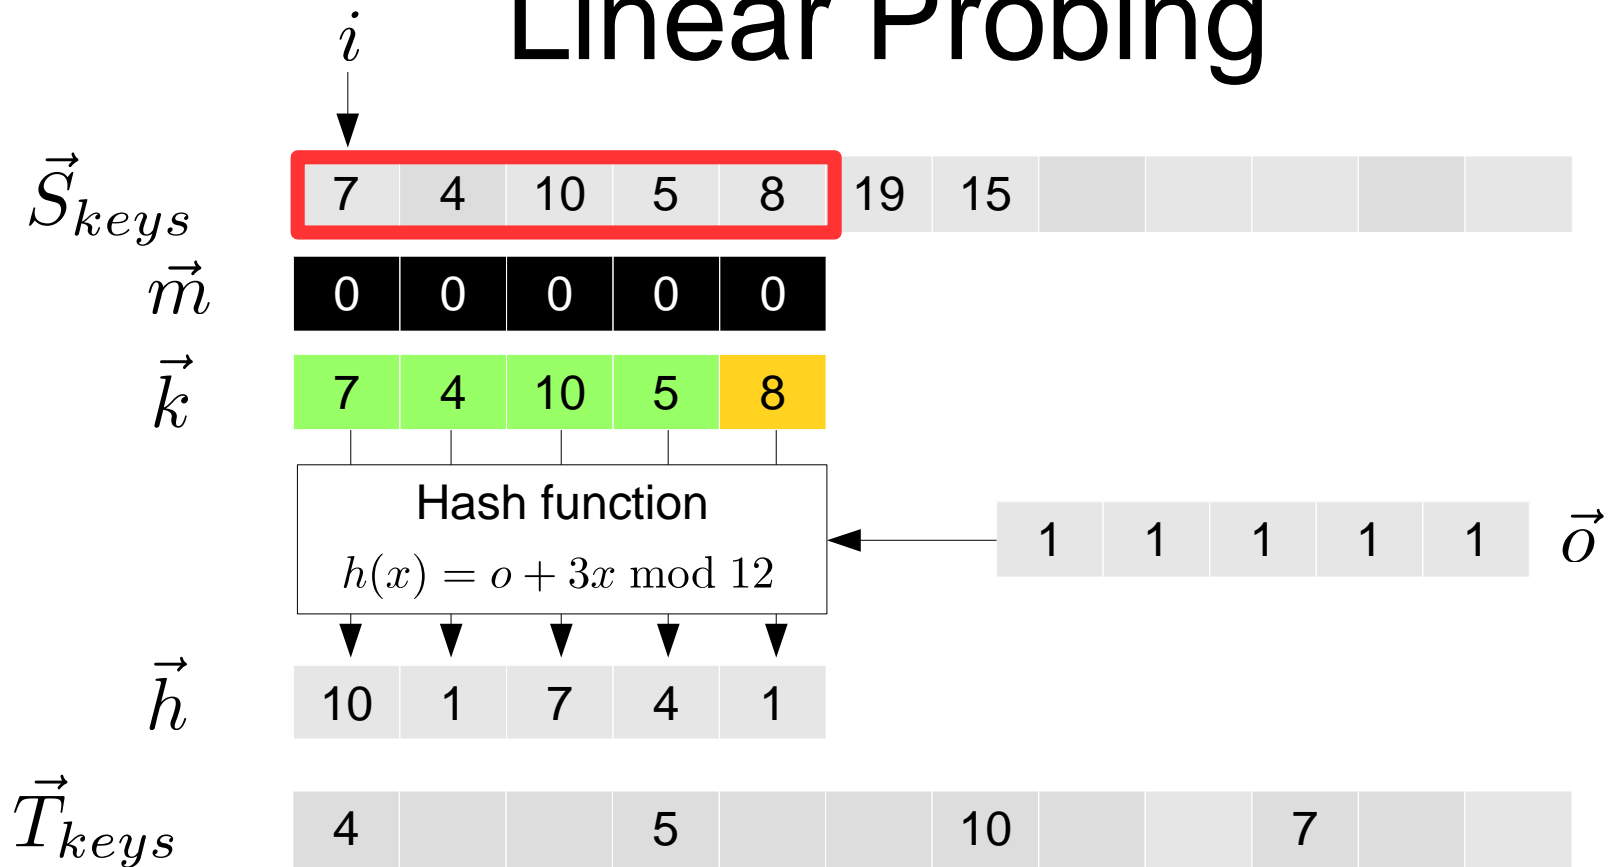 Linear Probing
i
S⃗keys 7 4 10 5 8 19 15
m⃗ 0 0 0 0 0
k⃗ 7 4 10 5 8
Hash function
h(x) = o + 3x mod 12
1 1 1 1 1 o⃗
h⃗ 10 1 7 4 1
T⃗keys 4 5 10 7